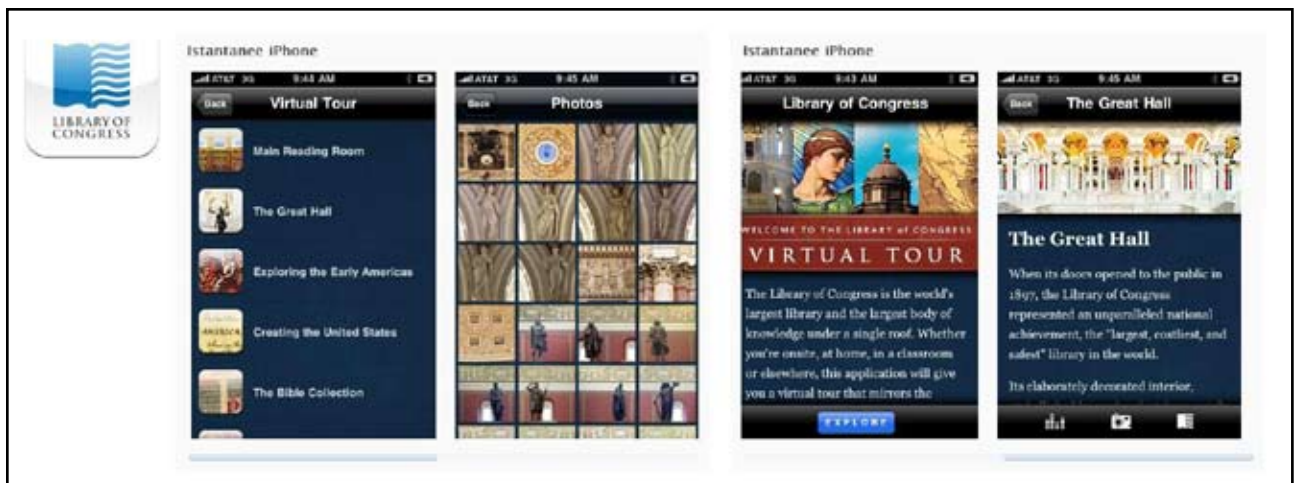 LIBRARY OF
CONGRESS
Istantanee iPhone
AT&T 3G 9:43 AM
Back Virtual Tour
Main Reading Room
The Great Hall
Exploring the Early Americas
Creating the United States
The Bible Collection
AT&T 3G 9:45 AM
Back Photos
Istantanee iPhone
AT&T 3G 9:43 AM
Library of Congress
WELCOME TO THE LIBRARY of CONGRESS
VIRTUAL TOUR
The Library of Congress is the world's
largest library and the largest body of
knowledge under a single roof. Whether
you're onsite, at home, in a classroom
or elsewhere, this application will give
you a virtual tour that mirrors the
EXPLORE
AT&T 3G 9:45 AM
Back The Great Hall
The Great Hall
When its doors opened to the public in
1897, the Library of Congress
represented an unparalleled national
achievement, the "largest, costliest, and
safest" library in the world.
Its elaborately decorated interior,